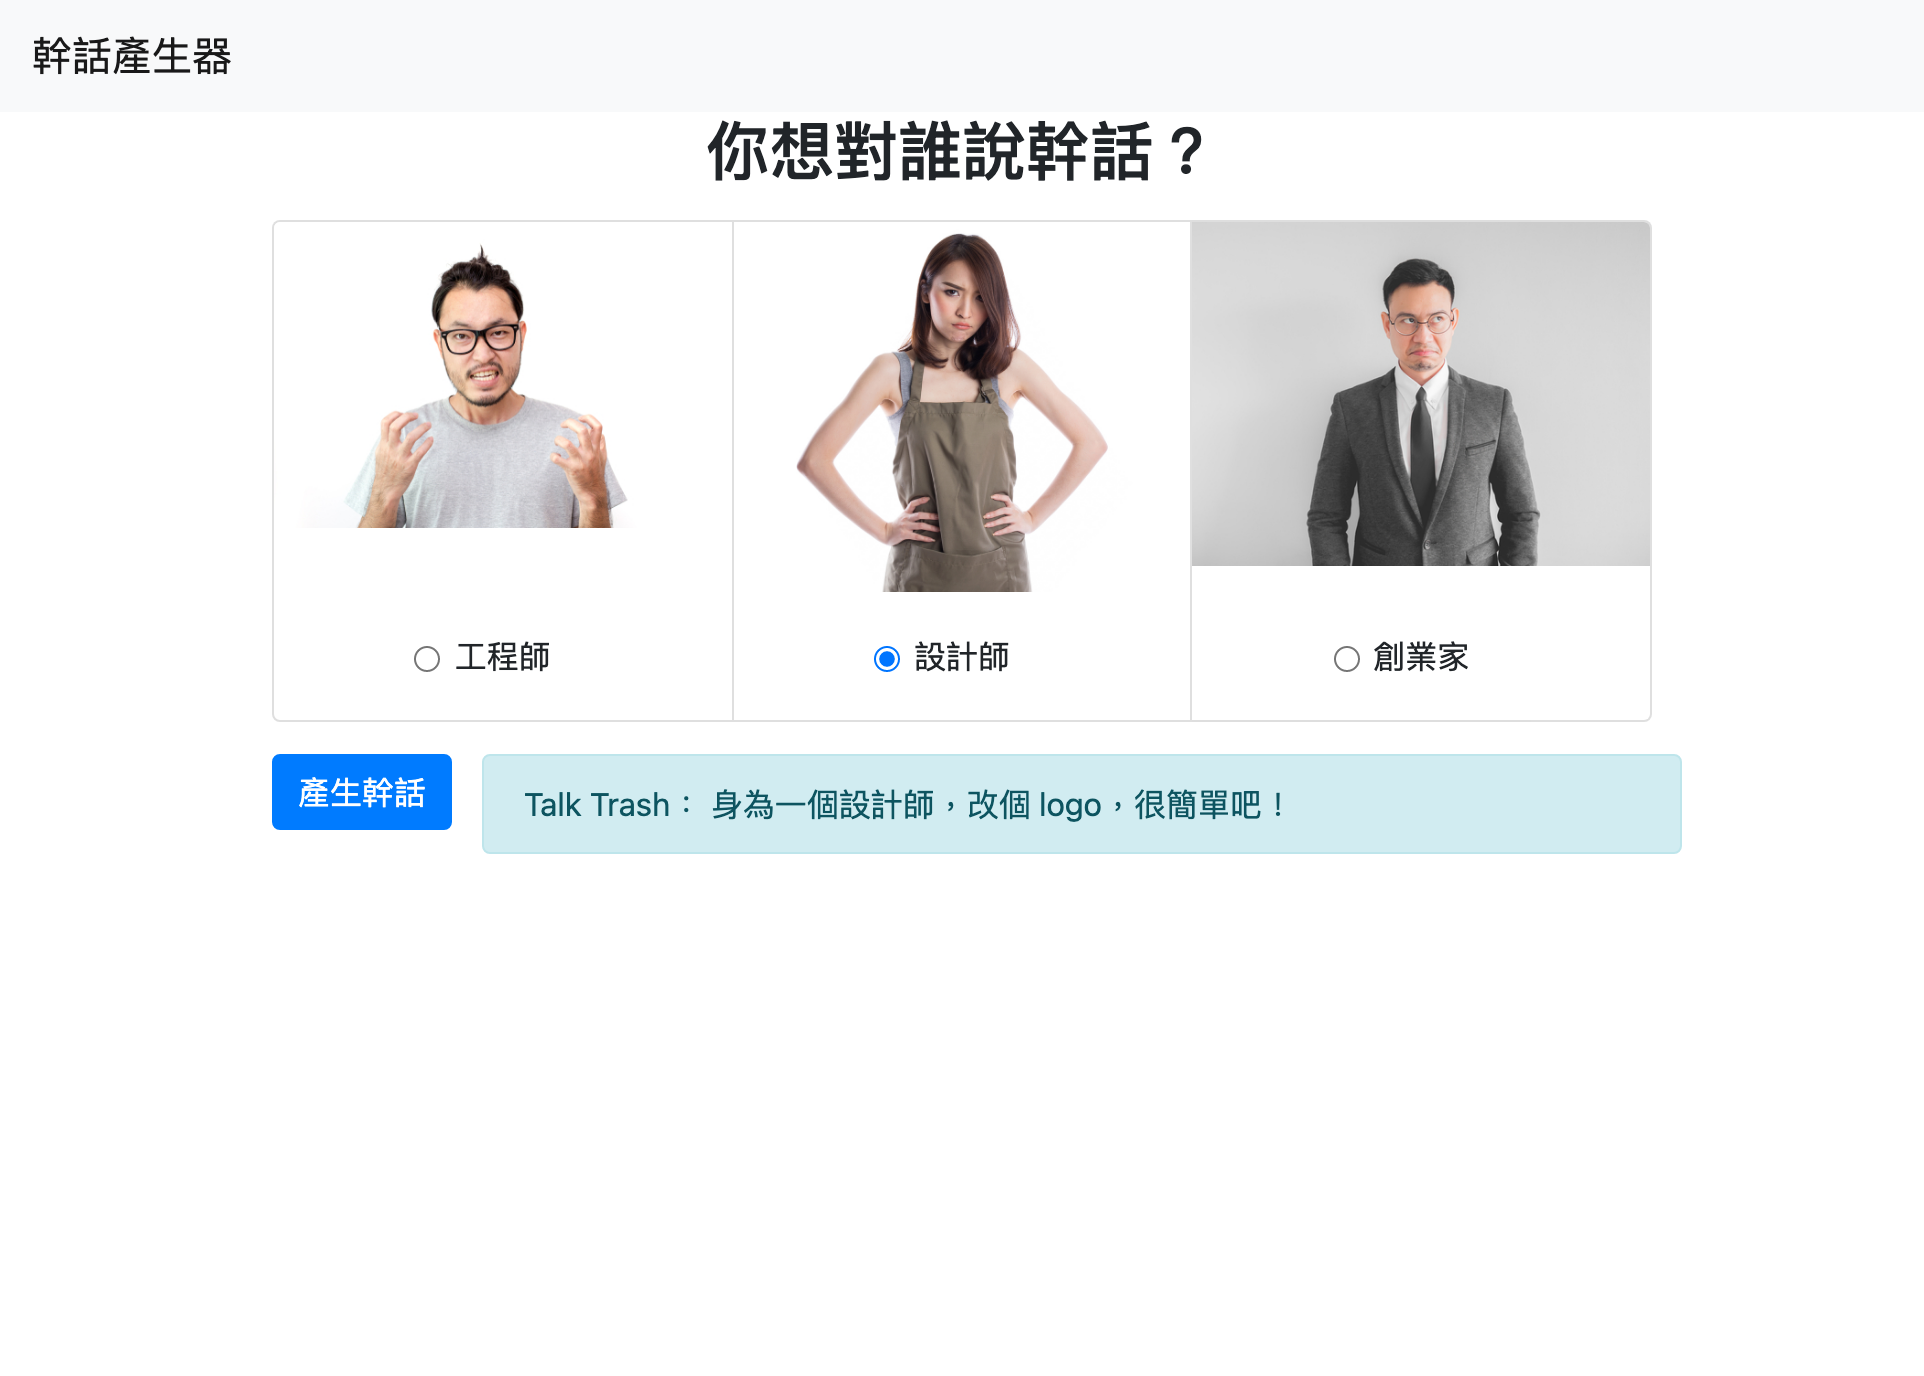 幹話產生器
你想對誰說幹話？
工程師
設計師
創業家
產生幹話
Talk Trash： 身為一個設計師，改個 logo，很簡單吧！